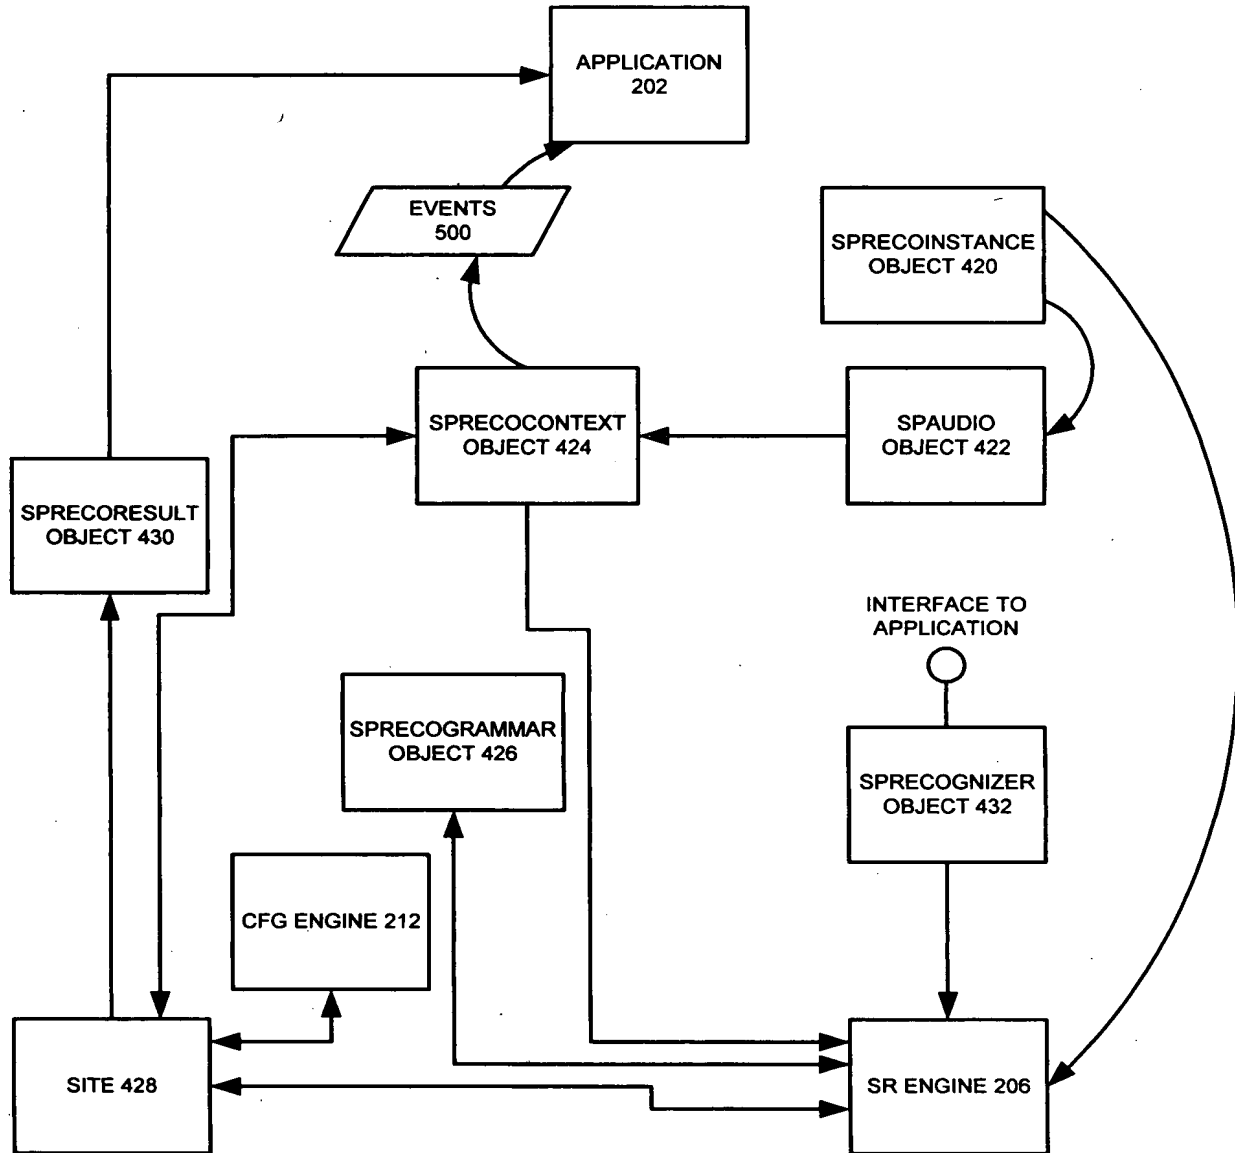 APPLICATION
202
EVENTS
500
SPRECOINSTANCE
OBJECT 420
SPRECOCONTEXT
OBJECT 424
SPAUDIO
OBJECT 422
SPRECORESULT
OBJECT 430
INTERFACE TO
APPLICATION
SPRECOGRAMMAR
OBJECT 426
SPRECOGNIZER
OBJECT 432
CFG ENGINE 212
SITE 428
SR ENGINE 206